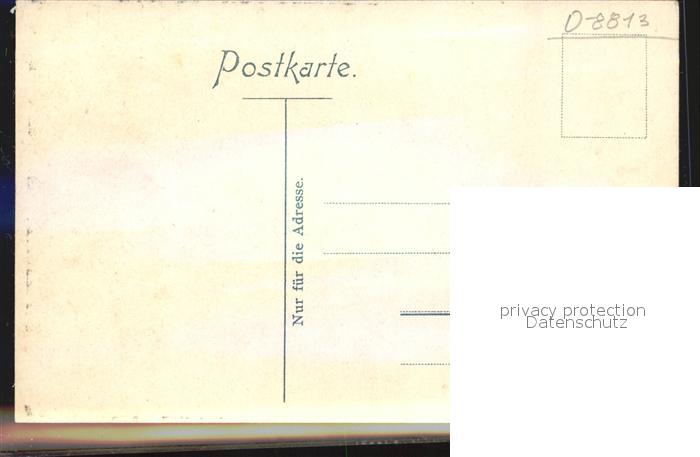 D-8813
Postkarte.
Nur für die Adresse.
privacy protection
Datenschutz